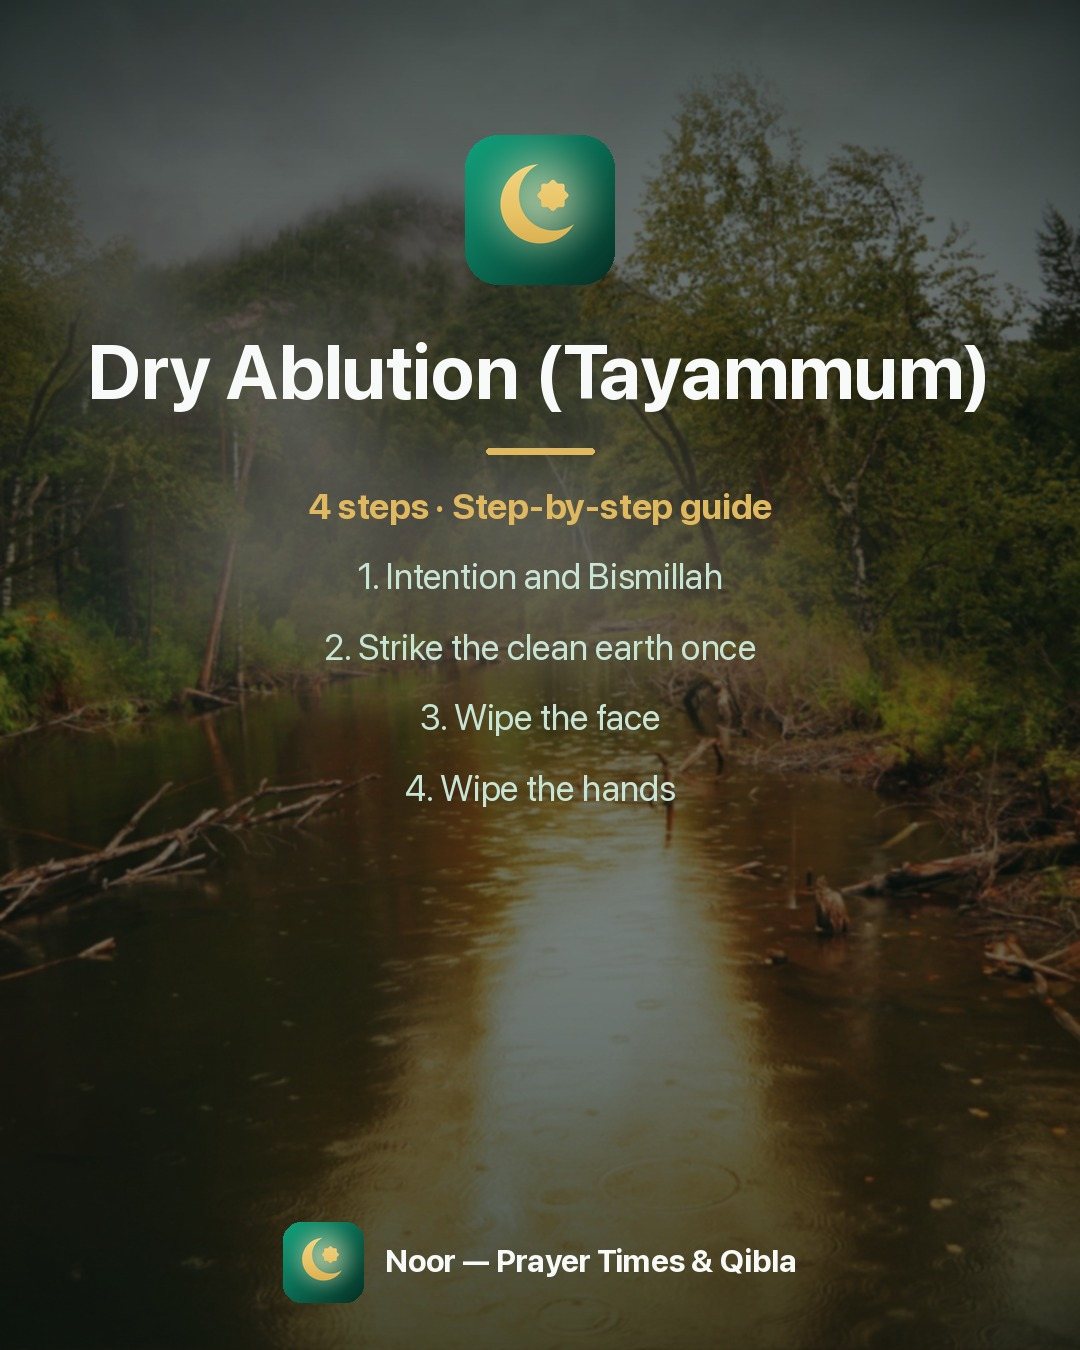 Dry Ablution (Tayammum)
4 steps · Step-by-step guide
1. Intention and Bismillah
2. Strike the clean earth once
3. Wipe the face
4. Wipe the hands
Noor — Prayer Times & Qibla